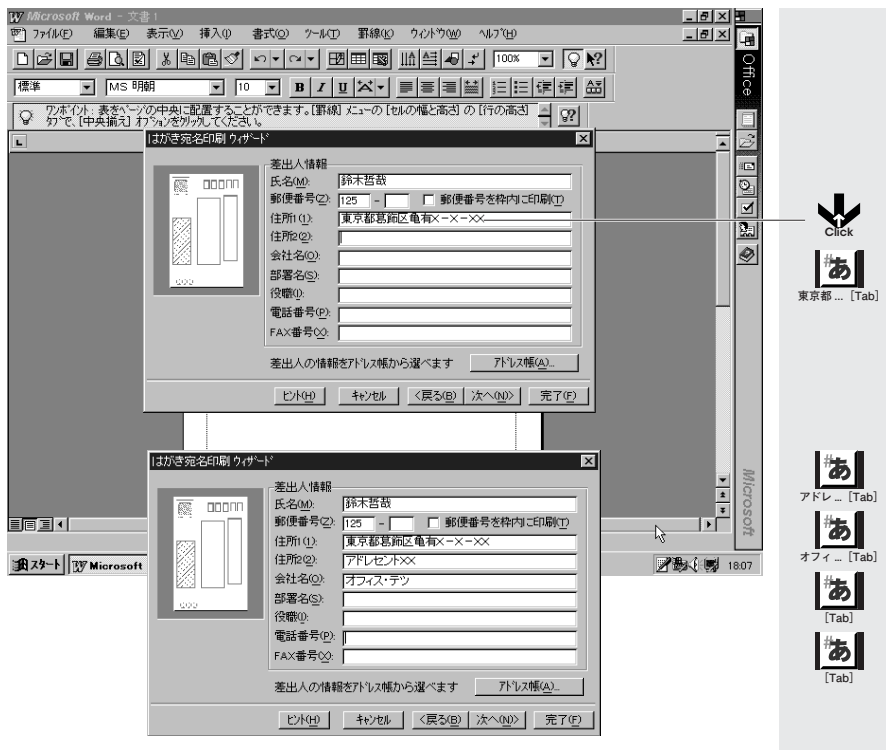 Microsoft Word - 文書1
ファイル(F) 編集(E) 表示(V) 挿入(I) 書式(O) ツール(T) 罫線(K) ウィンドウ(W) ヘルプ(H)
100%
標準 MS 明朝 10 B I U
ワンポイント: 表をページの中央に配置することができます。[罫線] メニューの [セルの幅と高さ] の [行の高さ]
タブで、[中央揃え] オプションをクリックしてください。
Office
はがき宛名印刷 ウィザード
差出人情報
氏名(M): 鈴木哲哉
郵便番号(Z): 125 - 郵便番号を枠内に印刷(T)
住所1(1): 東京都葛飾区亀有×-×-××
住所2(2):
会社名(O):
部署名(S):
役職(I):
電話番号(P):
FAX番号(X):
差出人の情報をアドレス帳から選べます アドレス帳(A)...
ヒント(H) キャンセル <戻る(B) 次へ(N)> 完了(F)
Click
#あ
東京都 ... [Tab]
はがき宛名印刷 ウィザード
差出人情報
氏名(M): 鈴木哲哉
郵便番号(Z): 125 - 郵便番号を枠内に印刷(T)
住所1(1): 東京都葛飾区亀有×-×-××
住所2(2): アドレセント××
会社名(O): オフィス・テツ
部署名(S):
役職(I):
電話番号(P):
FAX番号(X):
差出人の情報をアドレス帳から選べます アドレス帳(A)...
ヒント(H) キャンセル <戻る(B) 次へ(N)> 完了(F)
Microsoft
スタート Microsoft 18:07
#あ
アドレ ... [Tab]
#あ
オフィ ... [Tab]
#あ
[Tab]
#あ
[Tab]